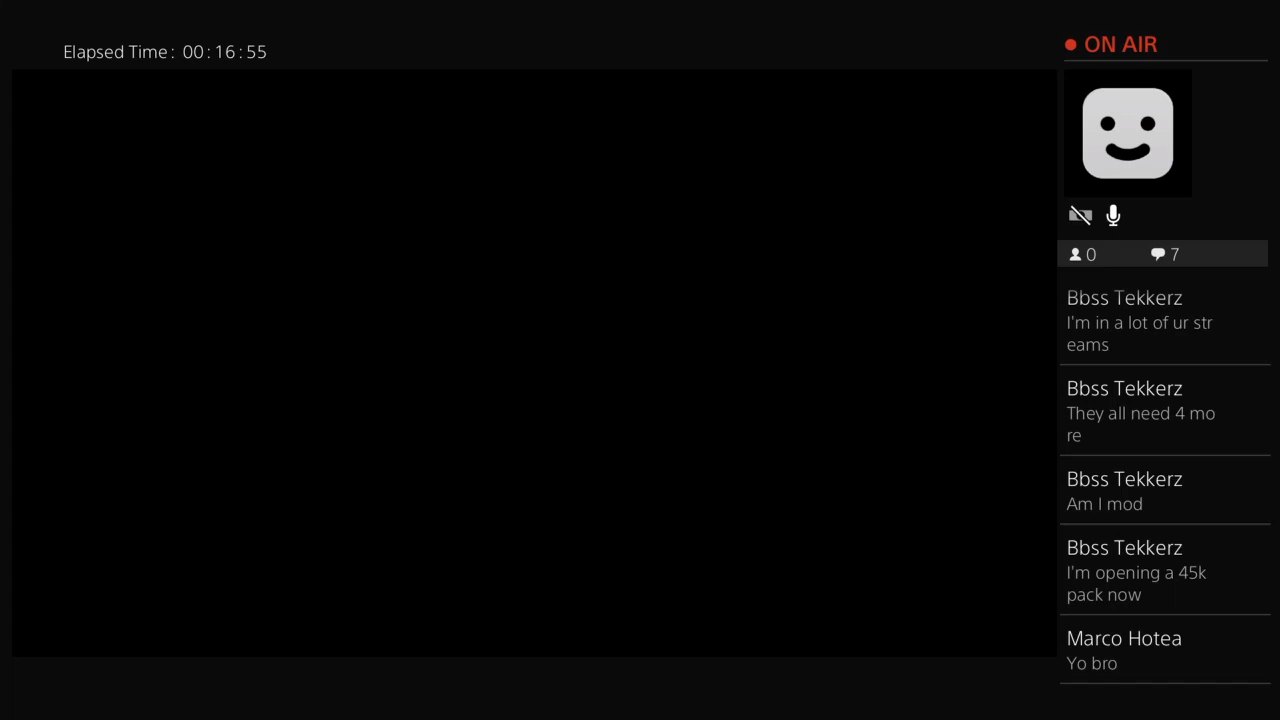 Elapsed Time: 00:16:55
ON AIR
0 7
Bbss Tekkerz
I'm in a lot of ur str
eams
Bbss Tekkerz
They all need 4 mo
re
Bbss Tekkerz
Am I mod
Bbss Tekkerz
I'm opening a 45k
pack now
Marco Hotea
Yo bro